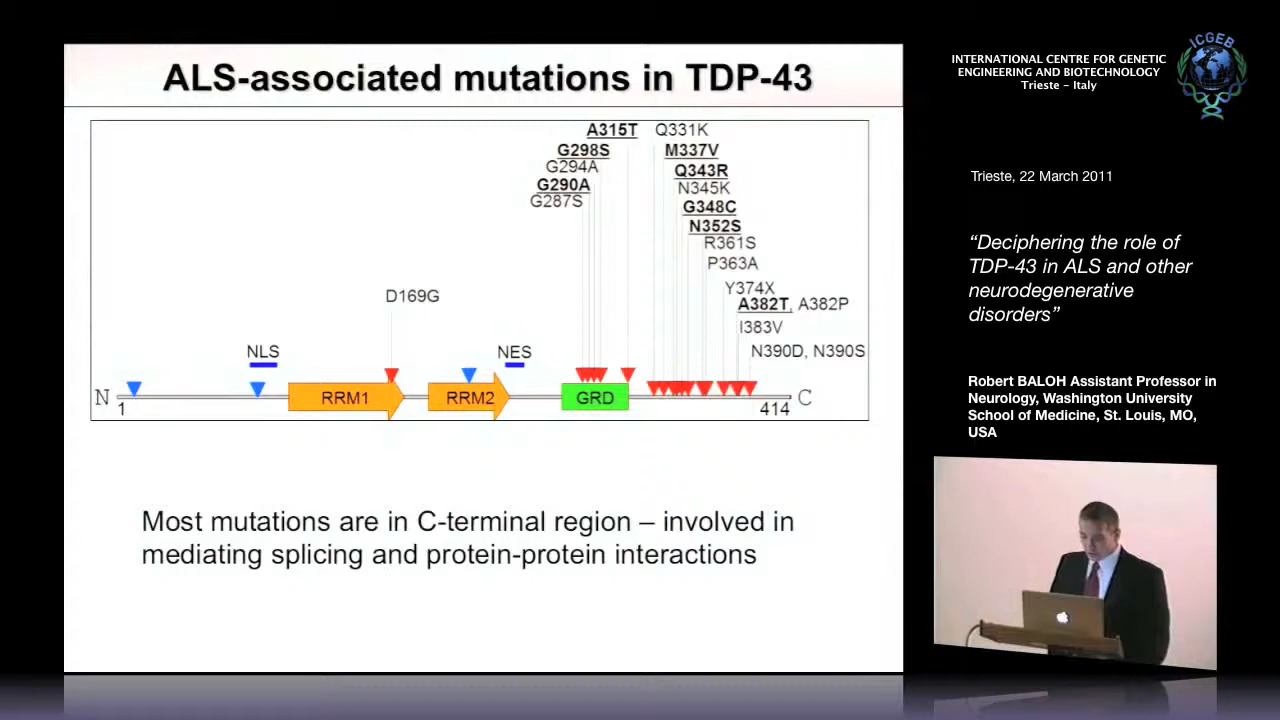 ALS-associated mutations in TDP-43
A315T Q331K
G298S M337V
G294A Q343R
G290A N345K
G287S G348C
N352S
R361S
P363A
Y374X
D169G
A382T, A382P
I383V
NLS NES N390D, N390S
N RRM1 RRM2 GRD C
1 414
Most mutations are in C-terminal region – involved in
mediating splicing and protein-protein interactions
INTERNATIONAL CENTRE FOR GENETIC
ENGINEERING AND BIOTECHNOLOGY
Trieste – Italy
ICGEB
Trieste, 22 March 2011
“Deciphering the role of
TDP-43 in ALS and other
neurodegenerative
disorders”
Robert BALOH Assistant Professor in
Neurology, Washington University
School of Medicine, St. Louis, MO,
USA